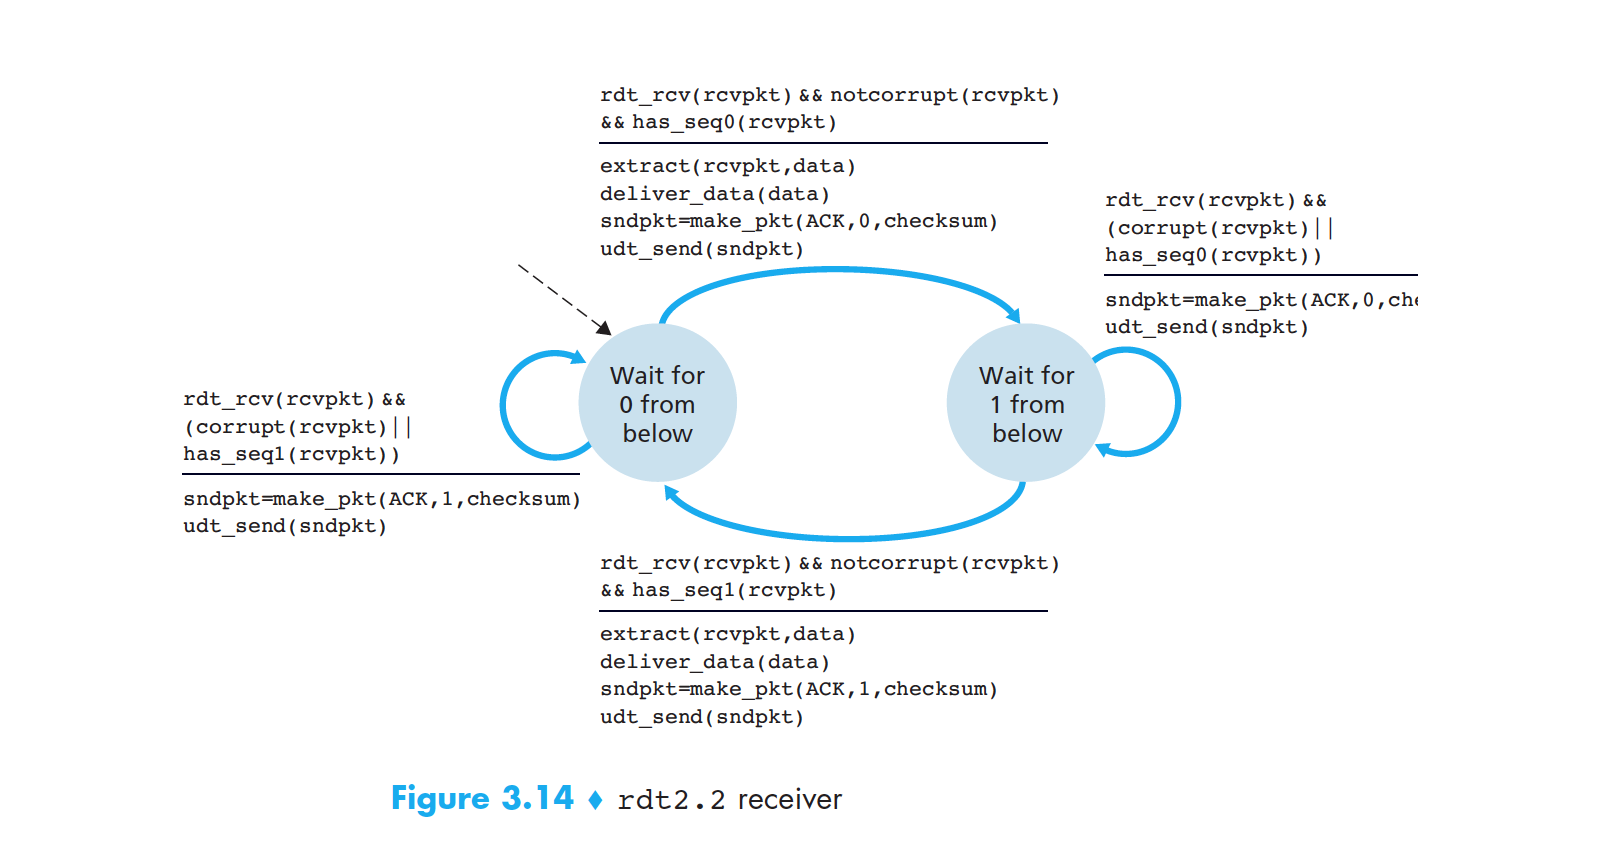 rdt_rcv(rcvpkt) && notcorrupt(rcvpkt)
&& has_seq0(rcvpkt)
extract(rcvpkt,data)
deliver_data(data)
sndpkt=make_pkt(ACK,0,checksum)
udt_send(sndpkt)
rdt_rcv(rcvpkt) &&
(corrupt(rcvpkt)||
has_seq0(rcvpkt))
sndpkt=make_pkt(ACK,0,che
udt_send(sndpkt)
Wait for
0 from
below
Wait for
1 from
below
rdt_rcv(rcvpkt) &&
(corrupt(rcvpkt)||
has_seq1(rcvpkt))
sndpkt=make_pkt(ACK,1,checksum)
udt_send(sndpkt)
rdt_rcv(rcvpkt) && notcorrupt(rcvpkt)
&& has_seq1(rcvpkt)
extract(rcvpkt,data)
deliver_data(data)
sndpkt=make_pkt(ACK,1,checksum)
udt_send(sndpkt)
Figure 3.14 ♦ rdt2.2 receiver